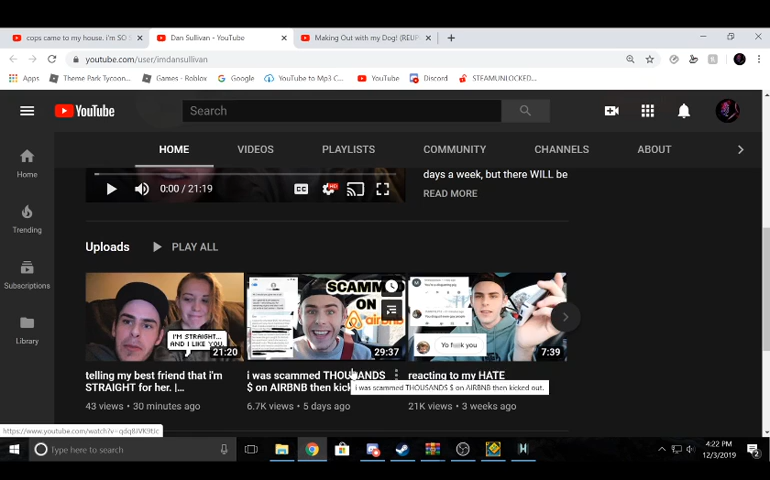 cops came to my house. i'm SO S
Dan Sullivan - YouTube
Making Out with my Dog! (REUP
youtube.com/user/imdansullivan
Apps
Theme Park Tycoon...
Games - Roblox
Google
YouTube to Mp3 C...
YouTube
Discord
STEAMUNLOCKED...
YouTube
Search
HOME
VIDEOS
PLAYLISTS
COMMUNITY
CHANNELS
ABOUT
Home
Trending
Subscriptions
Library
0:00 / 21:19
CC
HD
days a week, but there WILL be
READ MORE
Uploads
PLAY ALL
I'M STRAIGHT...
AND I LIKE YOU
21:20
SCAMMED
ON
airbnb
29:37
7:39
telling my best friend that i'm
STRAIGHT for her. |...
43 views • 30 minutes ago
i was scammed THOUSANDS
$ on AIRBNB then kick
6.7K views • 5 days ago
reacting to my HATE
21K views • 3 weeks ago
i was scammed THOUSANDS $ on AIRBNB then kicked out.
Type here to search
4:22 PM
12/3/2019
2